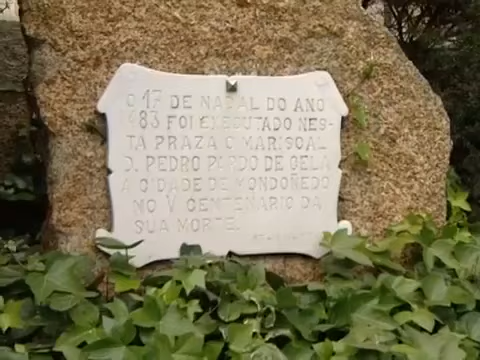 O 17 DE NADAL DO ANO
1483 FOI EXECUTADO NES-
TA PRAZA O MARISCAL
D. PEDRO PARDO DE CELA
A CIDADE DE MONDOÑEDO
NO V CENTENARIO DA
SUA MORTE.